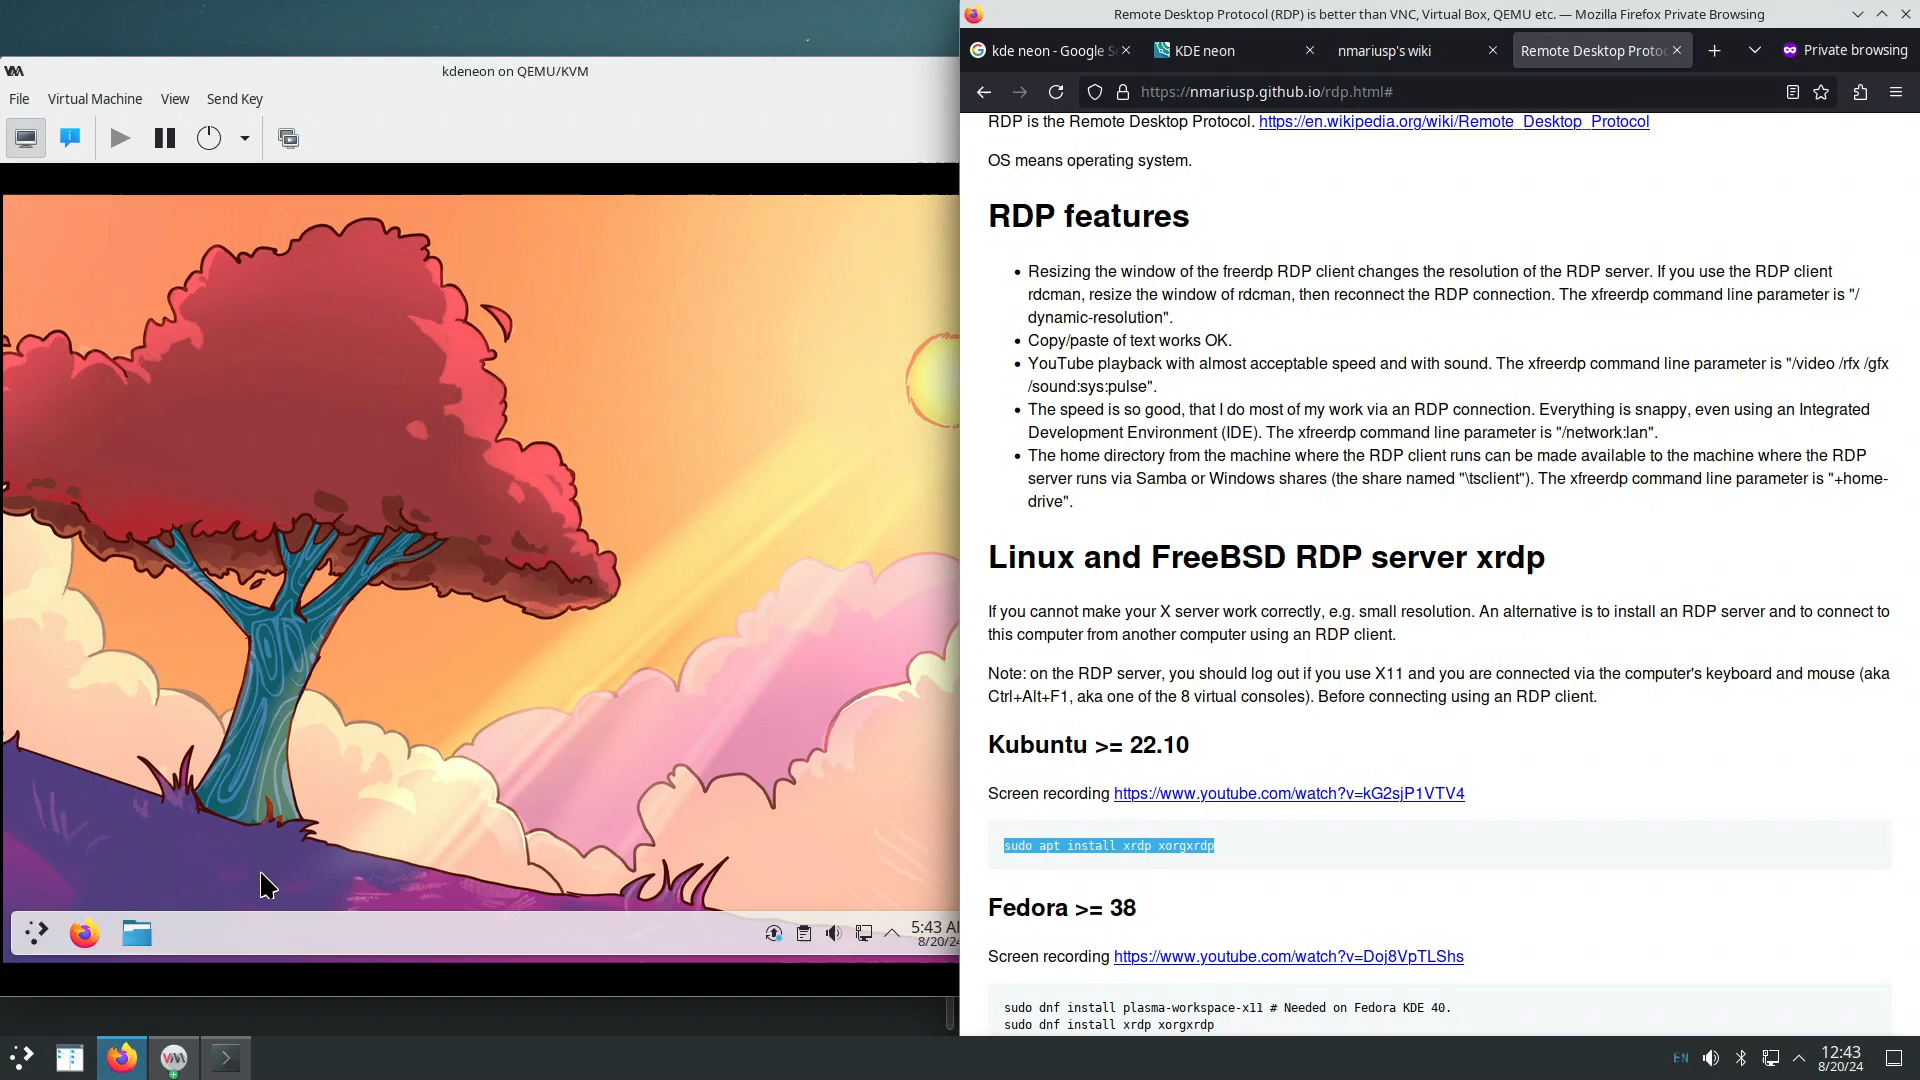 kdeneon on QEMU/KVM
File Virtual Machine View Send Key
5:43 A
8/20/24
Remote Desktop Protocol (RDP) is better than VNC, Virtual Box, QEMU etc. — Mozilla Firefox Private Browsing
kde neon - Google S
KDE neon
nmariusp's wiki
Remote Desktop Protoc
Private browsing
https://nmariusp.github.io/rdp.html#
RDP is the Remote Desktop Protocol. https://en.wikipedia.org/wiki/Remote_Desktop_Protocol
OS means operating system.
RDP features
• Resizing the window of the freerdp RDP client changes the resolution of the RDP server. If you use the RDP client
rdcman, resize the window of rdcman, then reconnect the RDP connection. The xfreerdp command line parameter is "/
dynamic-resolution".
• Copy/paste of text works OK.
• YouTube playback with almost acceptable speed and with sound. The xfreerdp command line parameter is "/video /rfx /gfx
/sound:sys:pulse".
• The speed is so good, that I do most of my work via an RDP connection. Everything is snappy, even using an Integrated
Development Environment (IDE). The xfreerdp command line parameter is "/network:lan".
• The home directory from the machine where the RDP client runs can be made available to the machine where the RDP
server runs via Samba or Windows shares (the share named "\tsclient"). The xfreerdp command line parameter is "+home-
drive".
Linux and FreeBSD RDP server xrdp
If you cannot make your X server work correctly, e.g. small resolution. An alternative is to install an RDP server and to connect to
this computer from another computer using an RDP client.
Note: on the RDP server, you should log out if you use X11 and you are connected via the computer's keyboard and mouse (aka
Ctrl+Alt+F1, aka one of the 8 virtual consoles). Before connecting using an RDP client.
Kubuntu >= 22.10
Screen recording https://www.youtube.com/watch?v=kG2sjP1VTV4
sudo apt install xrdp xorgxrdp
Fedora >= 38
Screen recording https://www.youtube.com/watch?v=Doj8VpTLShs
sudo dnf install plasma-workspace-x11 # Needed on Fedora KDE 40.
sudo dnf install xrdp xorgxrdp
EN
12:43
8/20/24